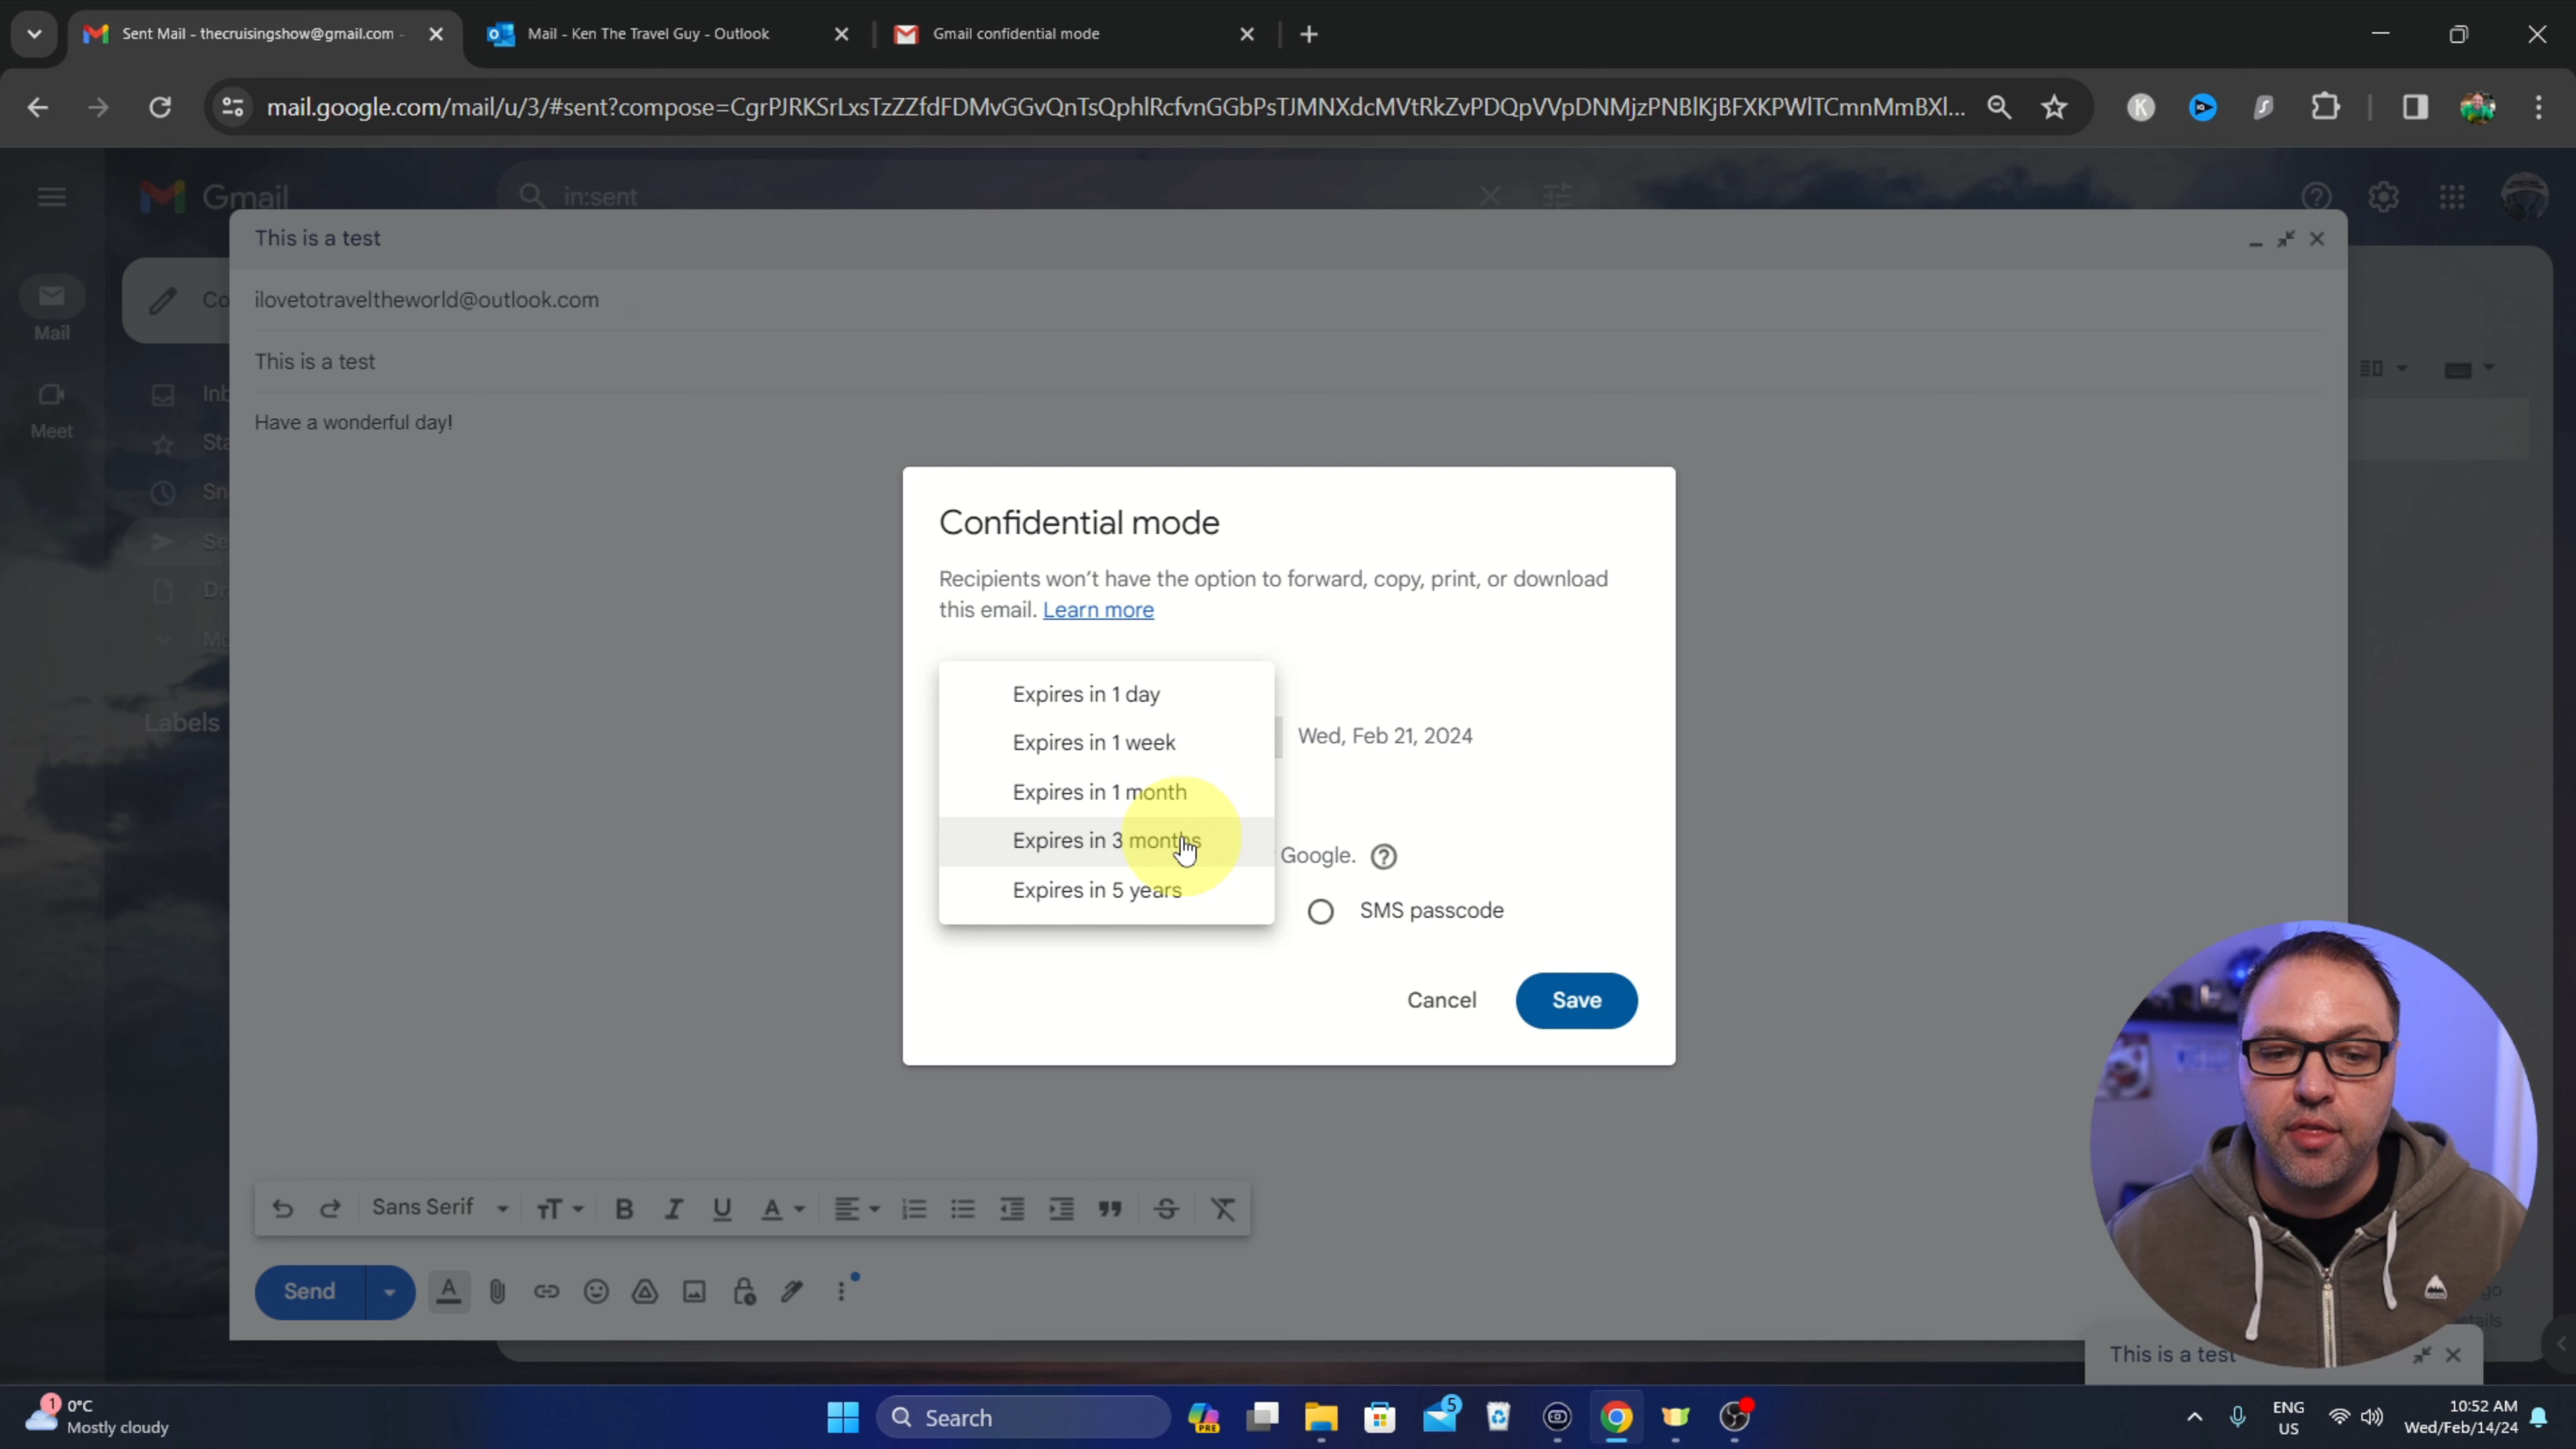 Sent Mail - thecruisingshow@gmail.com -
Mail - Ken The Travel Guy - Outlook
Gmail confidential mode
mail.google.com/mail/u/3/#sent?compose=CgrPJRKSrLxsTzZZfdFDMvGGvQnTsQphlRcfvnGGbPsTJMNXdcMVtRkZvPDQpVVpDNMjzPNBlKjBFXKPWlTCmnMmBXl...
Gmail
in:sent
This is a test
ilovetotraveltheworld@outlook.com
Mail
This is a test
Have a wonderful day!
Meet
Labels
Confidential mode
Recipients won't have the option to forward, copy, print, or download
this email. Learn more
Expires in 1 day
Expires in 1 week
Wed, Feb 21, 2024
Expires in 1 month
Expires in 3 months
Google.
Expires in 5 years
SMS passcode
Cancel
Save
Sans Serif
Send
This is a test
1
0°C
Mostly cloudy
Search
PRE
5
ENG
US
10:52 AM
Wed/Feb/14/24